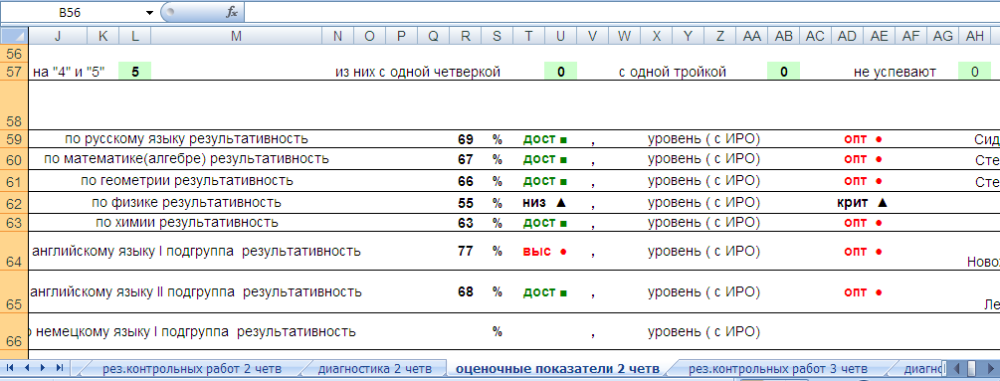 B56 fx
J K L M N O P Q R S T U V W X Y Z AA AB AC AD AE AF AG AH
56
57 на "4" и "5" 5 из них с одной четверкой 0 с одной тройкой 0 не успевают 0
58
59 по русскому языку результативность 69 % дост ■ , уровень ( с ИРО) опт ● Сид
60 по математике(алгебре) результативность 67 % дост ■ , уровень ( с ИРО) опт ● Сте
61 по геометрии результативность 66 % дост ■ , уровень ( с ИРО) опт ● Сте
62 по физике результативность 55 % низ ▲ , уровень ( с ИРО) крит ▲
63 по химии результативность 63 % дост ■ , уровень ( с ИРО) опт ●
64 английскому языку I подгруппа результативность 77 % выс ● , уровень ( с ИРО) опт ● Ново
65 английскому языку II подгруппа результативность 68 % дост ■ , уровень ( с ИРО) опт ● Ле
66 о немецкому языку I подгруппа результативность % , уровень ( с ИРО)
рез.контрольных работ 2 четв диагностика 2 четв оценочные показатели 2 четв рез.контрольных работ 3 четв диагно